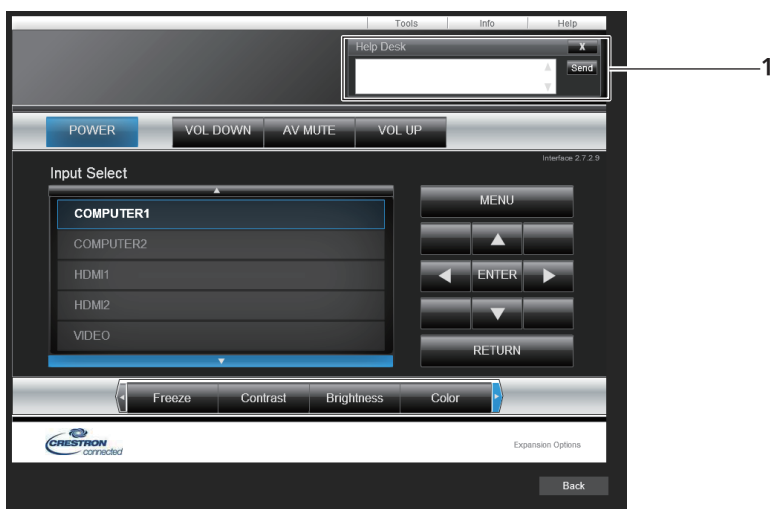 Tools Info Help
Help Desk X
Send
1
POWER VOL DOWN AV MUTE VOL UP
Interface 2.7.2.9
Input Select
COMPUTER1
COMPUTER2
HDMI1
HDMI2
VIDEO
MENU
ENTER
RETURN
Freeze Contrast Brightness Color
CRESTRON
connected
Expansion Options
Back